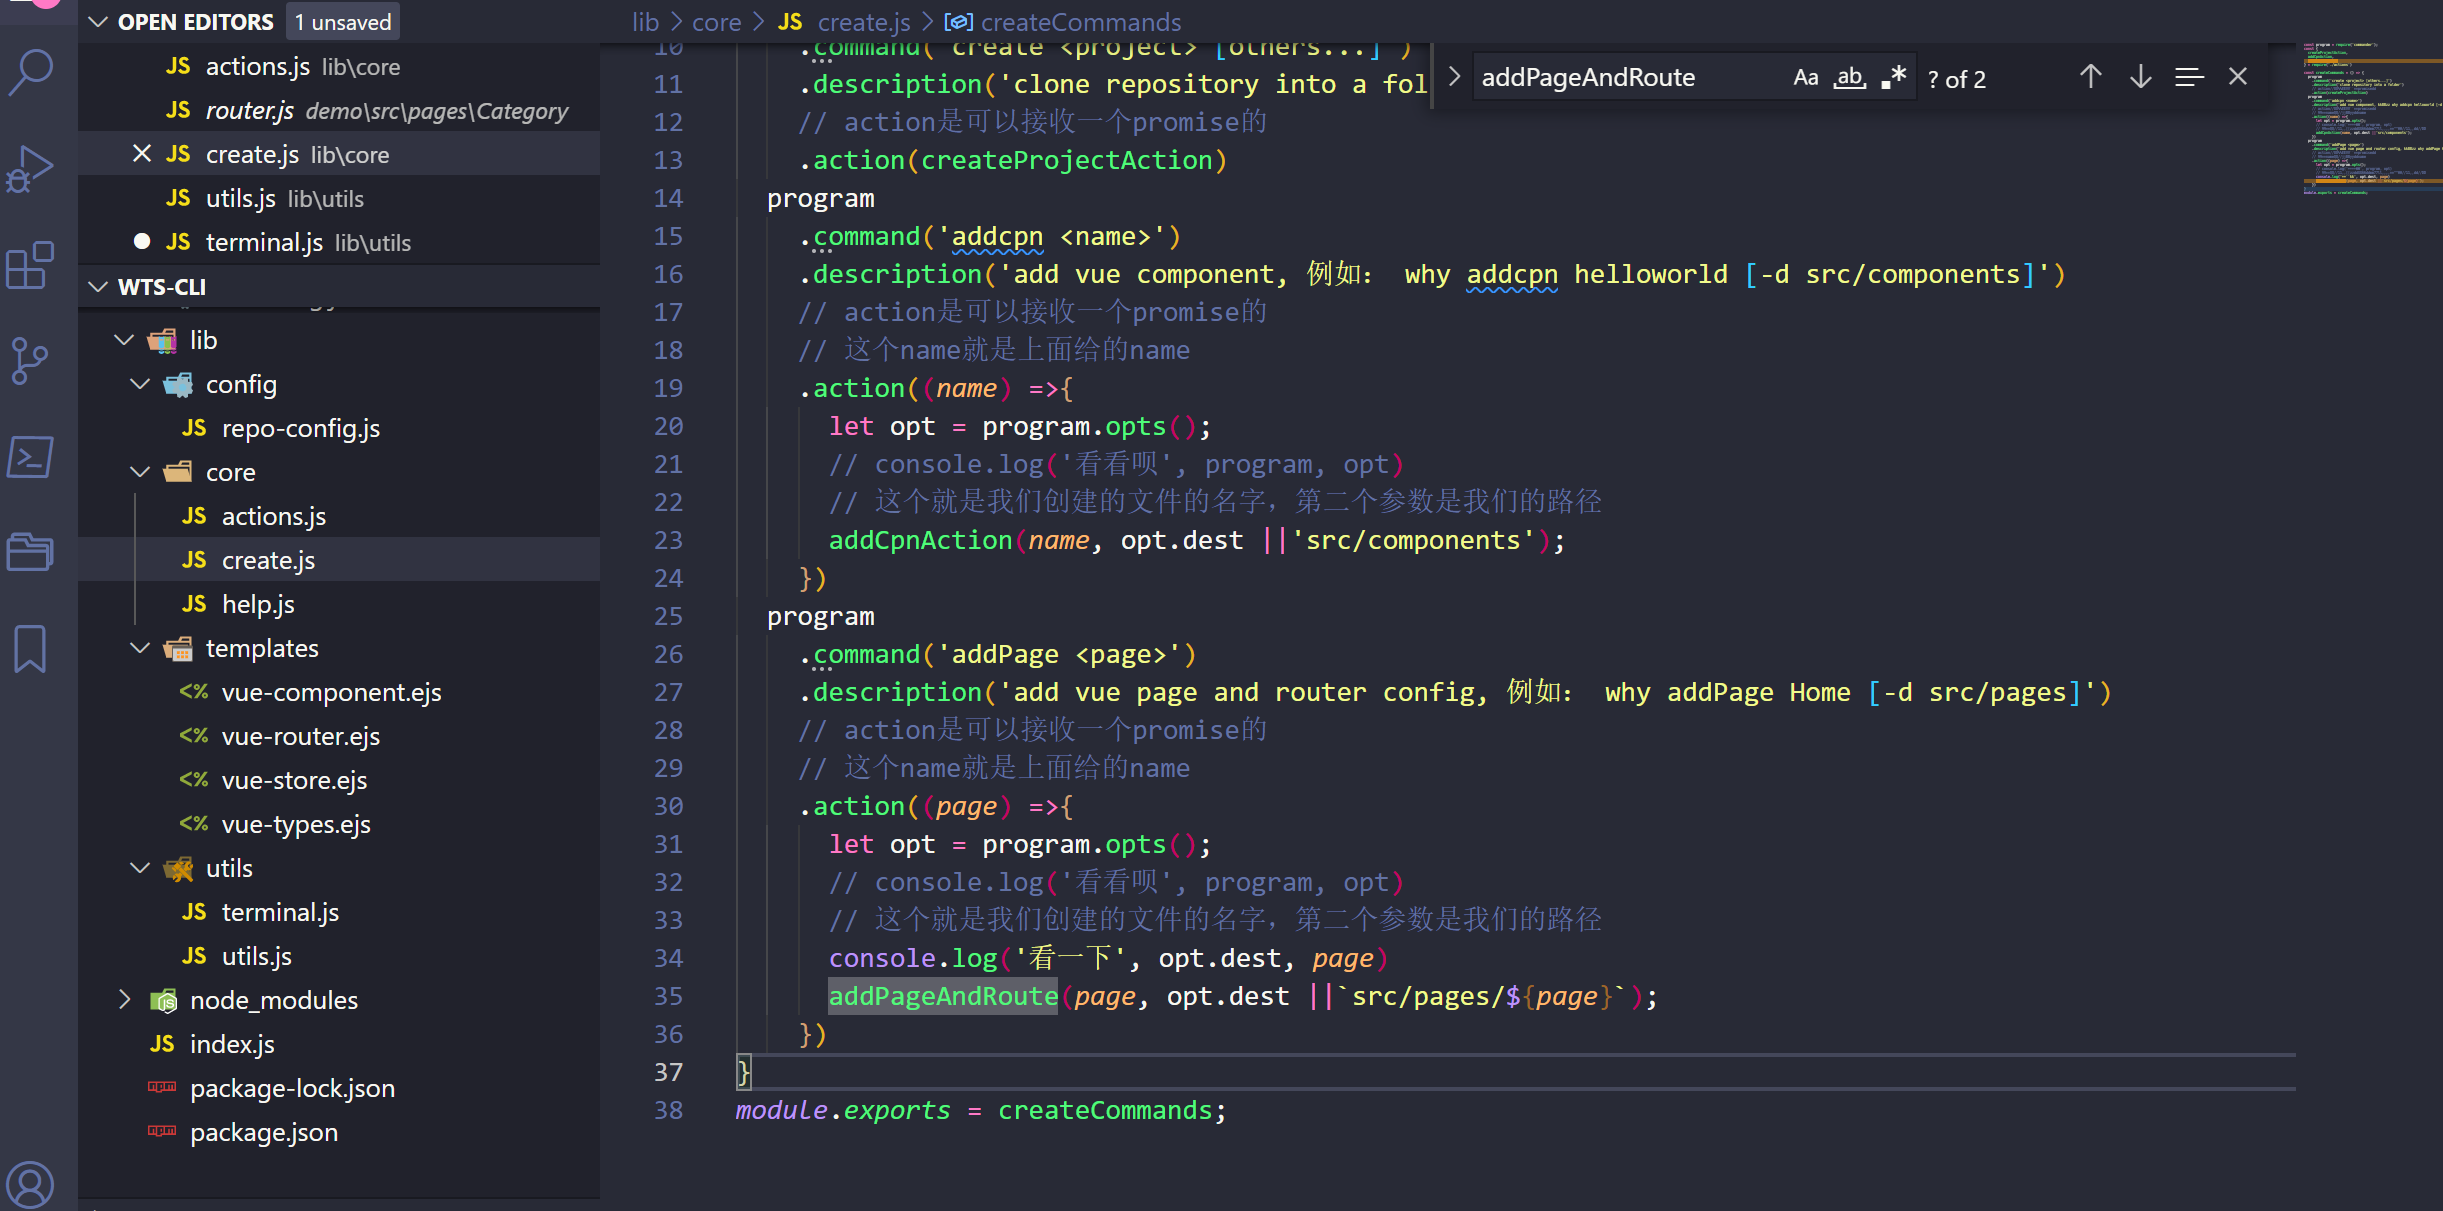 OPEN EDITORS 1 unsaved
JS actions.js lib\core
JS router.js demo\src\pages\Category
JS create.js lib\core
JS utils.js lib\utils
JS terminal.js lib\utils
WTS-CLI
lib
config
JS repo-config.js
core
JS actions.js
JS create.js
JS help.js
templates
<% vue-component.ejs
<% vue-router.ejs
<% vue-store.ejs
<% vue-types.ejs
utils
JS terminal.js
JS utils.js
node_modules
JS index.js
package-lock.json
package.json
lib > core > JS create.js > createCommands
addPageAndRoute Aa ab .* ? of 2
10 .command('create <project> [others...]')
11 .description('clone repository into a fol
12 // action是可以接收一个promise的
13 .action(createProjectAction)
14 program
15 .command('addcpn <name>')
16 .description('add vue component, 例如： why addcpn helloworld [-d src/components]')
17 // action是可以接收一个promise的
18 // 这个name就是上面给的name
19 .action((name) =>{
20 let opt = program.opts();
21 // console.log('看看呗', program, opt)
22 // 这个就是我们创建的文件的名字，第二个参数是我们的路径
23 addCpnAction(name, opt.dest ||'src/components');
24 })
25 program
26 .command('addPage <page>')
27 .description('add vue page and router config, 例如： why addPage Home [-d src/pages]')
28 // action是可以接收一个promise的
29 // 这个name就是上面给的name
30 .action((page) =>{
31 let opt = program.opts();
32 // console.log('看看呗', program, opt)
33 // 这个就是我们创建的文件的名字，第二个参数是我们的路径
34 console.log('看一下', opt.dest, page)
35 addPageAndRoute(page, opt.dest ||`src/pages/${page}`);
36 })
37 }
38 module.exports = createCommands;